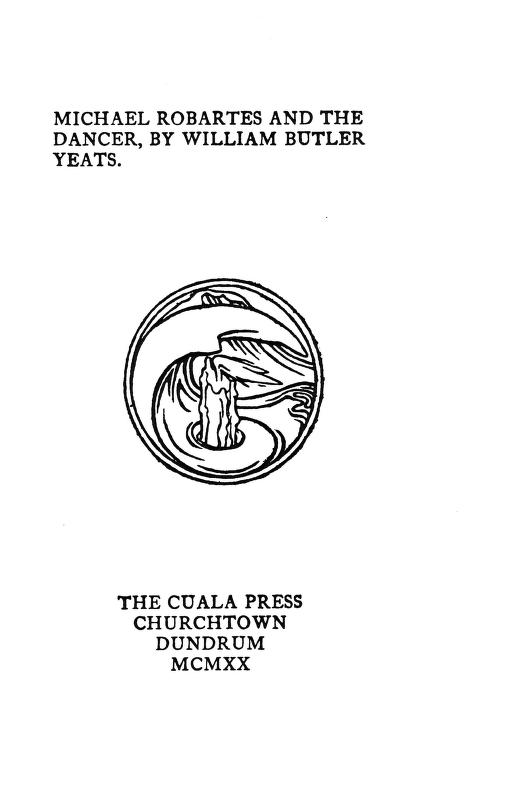 MICHAEL ROBARTES AND THE
DANCER, BY WILLIAM BUTLER
YEATS.
THE CUALA PRESS
CHURCHTOWN
DUNDRUM
MCMXX